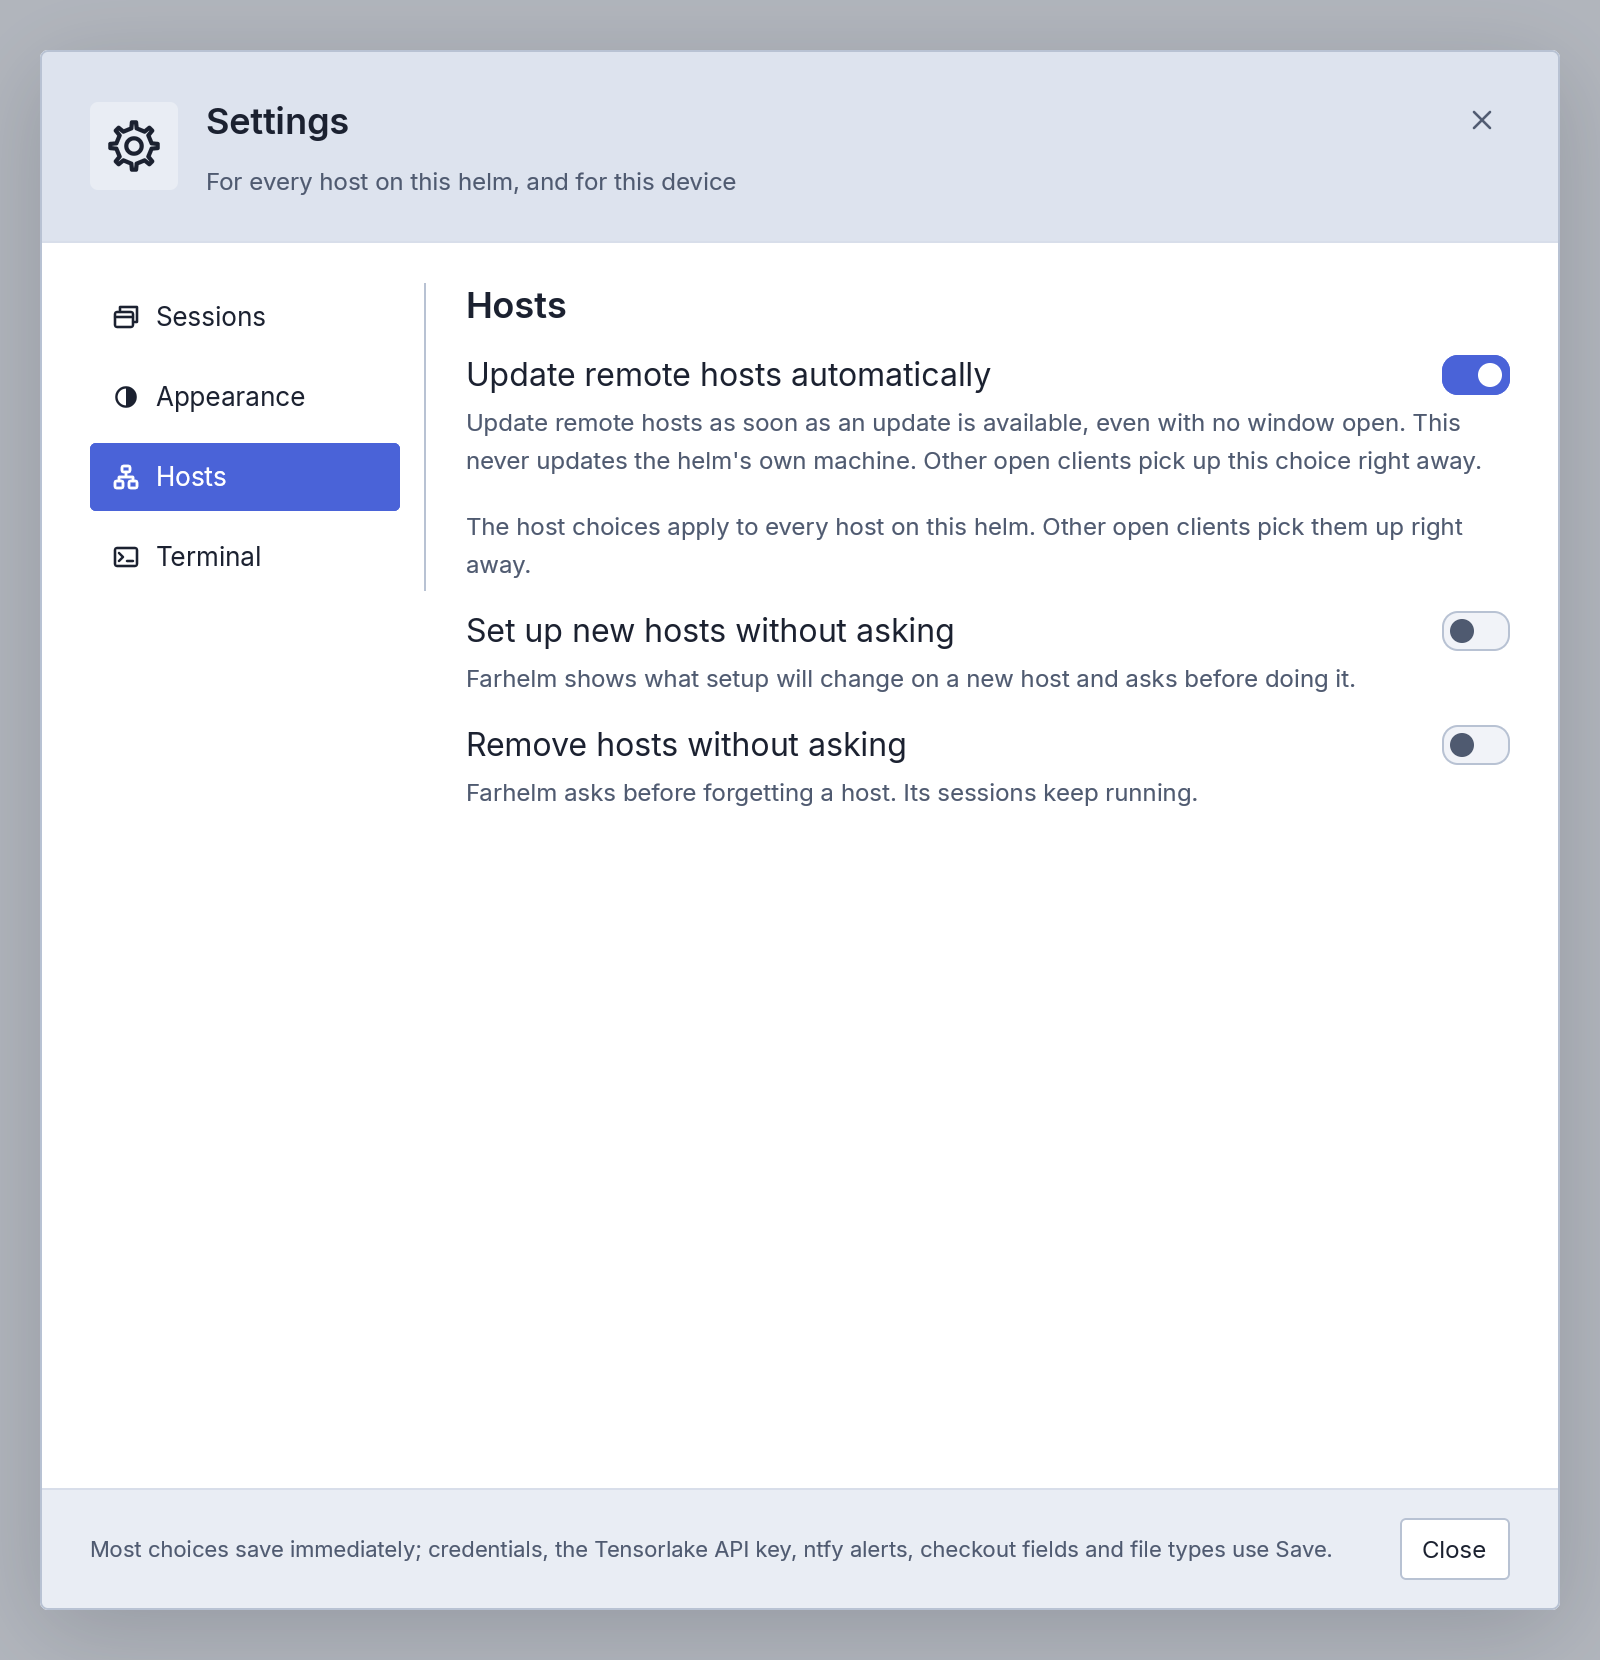 Settings
For every host on this helm, and for this device
Sessions
Appearance
Hosts
Terminal
Hosts
Update remote hosts automatically
Update remote hosts as soon as an update is available, even with no window open. This
never updates the helm's own machine. Other open clients pick up this choice right away.
The host choices apply to every host on this helm. Other open clients pick them up right
away.
Set up new hosts without asking
Farhelm shows what setup will change on a new host and asks before doing it.
Remove hosts without asking
Farhelm asks before forgetting a host. Its sessions keep running.
Most choices save immediately; credentials, the Tensorlake API key, ntfy alerts, checkout fields and file types use Save.
Close